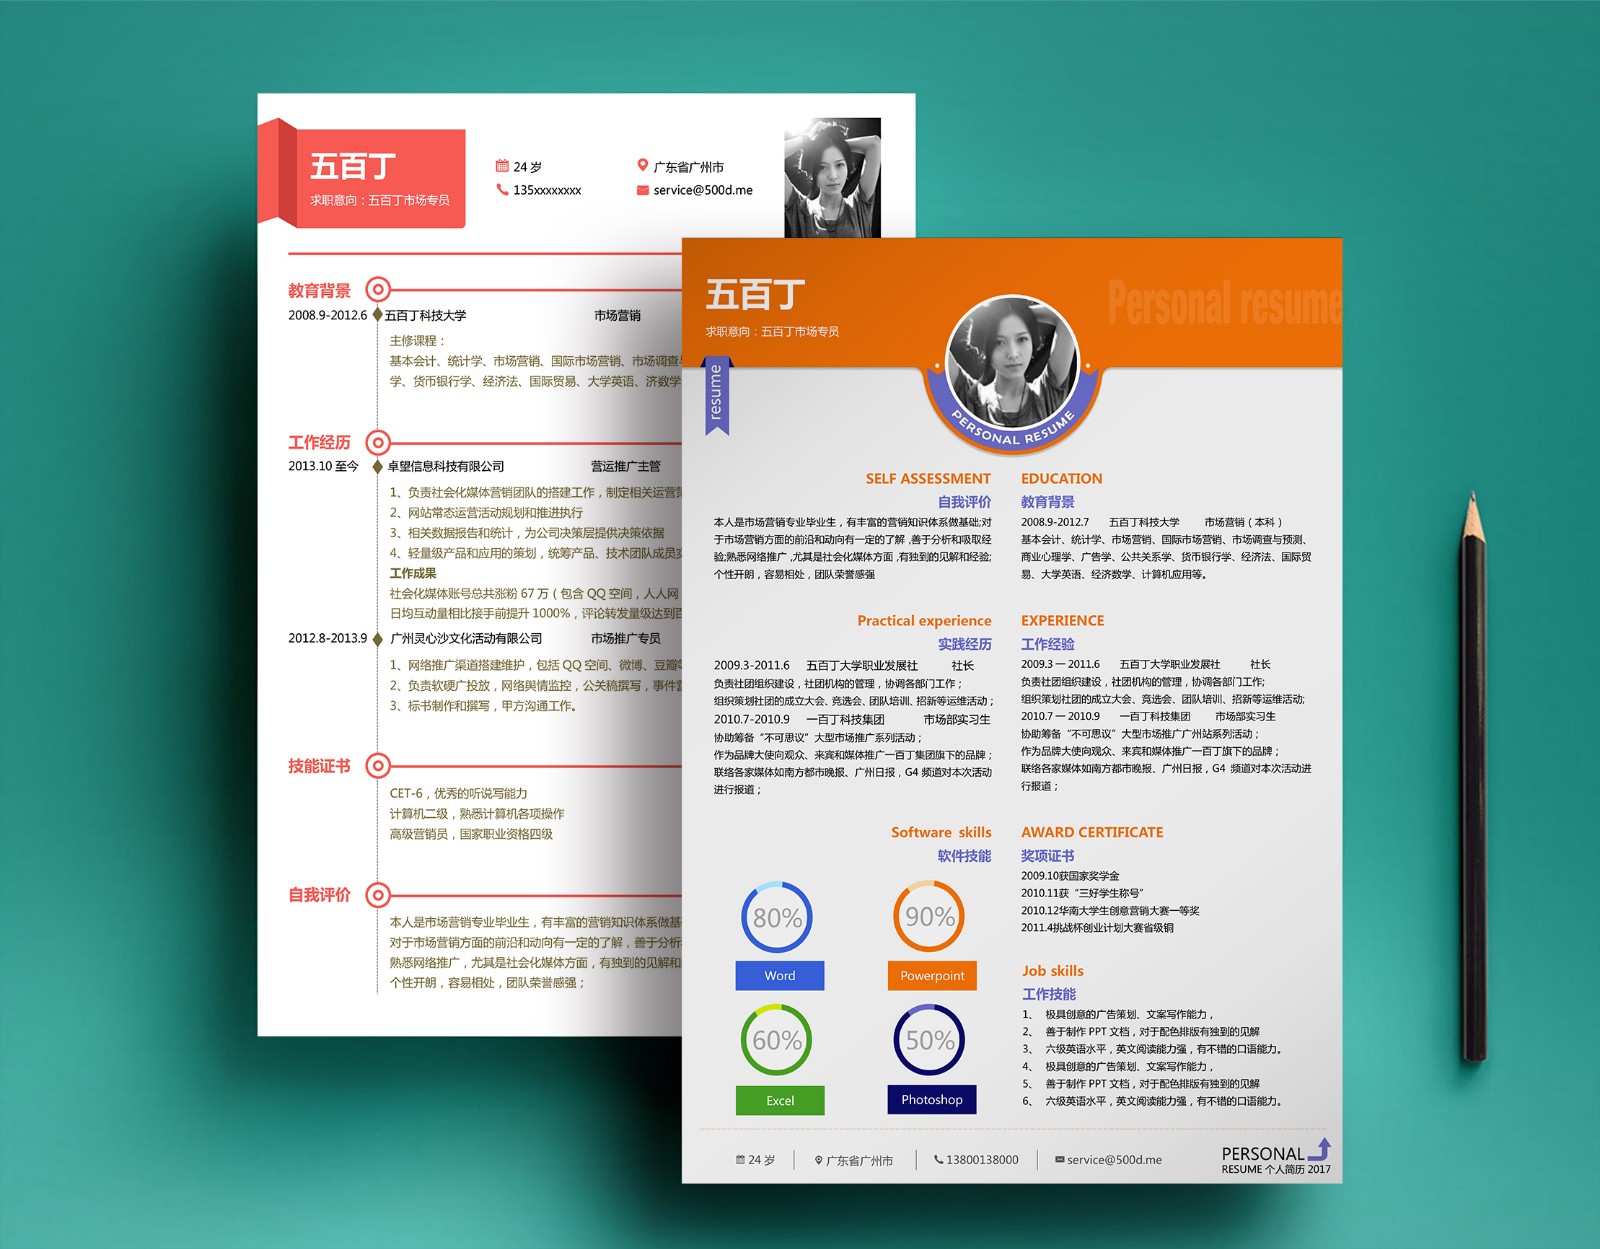 五百丁
求职意向：五百丁市场专员
24 岁
广东省广州市
135xxxxxxxx
service@500d.me
教育背景
2008.9-2012.6 五百丁科技大学 市场营销
主修课程：
基本会计、统计学、市场营销、国际市场营销、市场调查
学、货币银行学、经济法、国际贸易、大学英语、济数学
工作经历
2013.10 至今 卓望信息科技有限公司 营运推广主管
1、负责社会化媒体营销团队的搭建工作，制定相关运营
2、网站常态运营活动规划和推进执行
3、相关数据报告和统计，为公司决策层提供决策依据
4、轻量级产品和应用的策划，统筹产品、技术团队成员
工作成果
社会化媒体账号总共涨粉 67 万（包含 QQ 空间，人人网
日均互动量相比接手前提升 1000%，评论转发量级达到
2012.8-2013.9 广州灵心沙文化活动有限公司 市场推广专员
1、网络推广渠道搭建维护，包括 QQ 空间、微博、豆瓣
2、负责软硬广投放，网络舆情监控，公关稿撰写，事件
3、标书制作和撰写，甲方沟通工作。
技能证书
CET-6，优秀的听说写能力
计算机二级，熟悉计算机各项操作
高级营销员，国家职业资格四级
自我评价
本人是市场营销专业毕业生，有丰富的营销知识体系做基
对于市场营销方面的前沿和动向有一定的了解，善于分析
熟悉网络推广，尤其是社会化媒体方面，有独到的见解和
个性开朗，容易相处，团队荣誉感强；
五百丁
求职意向：五百丁市场专员
Personal resume
resume
PERSONAL RESUME
SELF ASSESSMENT
自我评价
本人是市场营销专业毕业生，有丰富的营销知识体系做基础;对
于市场营销方面的前沿和动向有一定的了解 ,善于分析和吸取经
验;熟悉网络推广 ,尤其是社会化媒体方面 ,有独到的见解和经验;
个性开朗，容易相处，团队荣誉感强
EDUCATION
教育背景
2008.9-2012.7 五百丁科技大学 市场营销（本科）
基本会计、统计学、市场营销、国际市场营销、市场调查与预测、
商业心理学、广告学、公共关系学、货币银行学、经济法、国际贸
易、大学英语、经济数学、计算机应用等。
Practical experience
实践经历
2009.3-2011.6 五百丁大学职业发展社 社长
负责社团组织建设，社团机构的管理，协调各部门工作；
组织策划社团的成立大会、竞选会、团队培训、招新等运维活动；
2010.7-2010.9 一百丁科技集团 市场部实习生
协助筹备“不可思议”大型市场推广系列活动；
作为品牌大使向观众、来宾和媒体推广一百丁集团旗下的品牌；
联络各家媒体如南方都市晚报、广州日报，G4 频道对本次活动
进行报道；
EXPERIENCE
工作经验
2009.3 — 2011.6 五百丁大学职业发展社 社长
负责社团组织建设，社团机构的管理，协调各部门工作;
组织策划社团的成立大会、竞选会、团队培训、招新等运维活动;
2010.7 — 2010.9 一百丁科技集团 市场部实习生
协助筹备“不可思议”大型市场推广广州站系列活动；
作为品牌大使向观众、来宾和媒体推广一百丁旗下的品牌；
联络各家媒体如南方都市晚报、广州日报，G4 频道对本次活动进
行报道；
Software skills
软件技能
80%
90%
Word
Powerpoint
60%
50%
Excel
Photoshop
AWARD CERTIFICATE
奖项证书
2009.10获国家奖学金
2010.11获“三好学生称号”
2010.12华南大学生创意营销大赛一等奖
2011.4挑战杯创业计划大赛省级铜
Job skills
工作技能
1、 极具创意的广告策划、文案写作能力，
2、 善于制作 PPT 文档，对于配色排版有独到的见解
3、 六级英语水平，英文阅读能力强，有不错的口语能力。
4、 极具创意的广告策划、文案写作能力，
5、 善于制作 PPT 文档，对于配色排版有独到的见解
6、 六级英语水平，英文阅读能力强，有不错的口语能力。
24 岁
广东省广州市
13800138000
service@500d.me
PERSONAL
RESUME 个人简历 2017